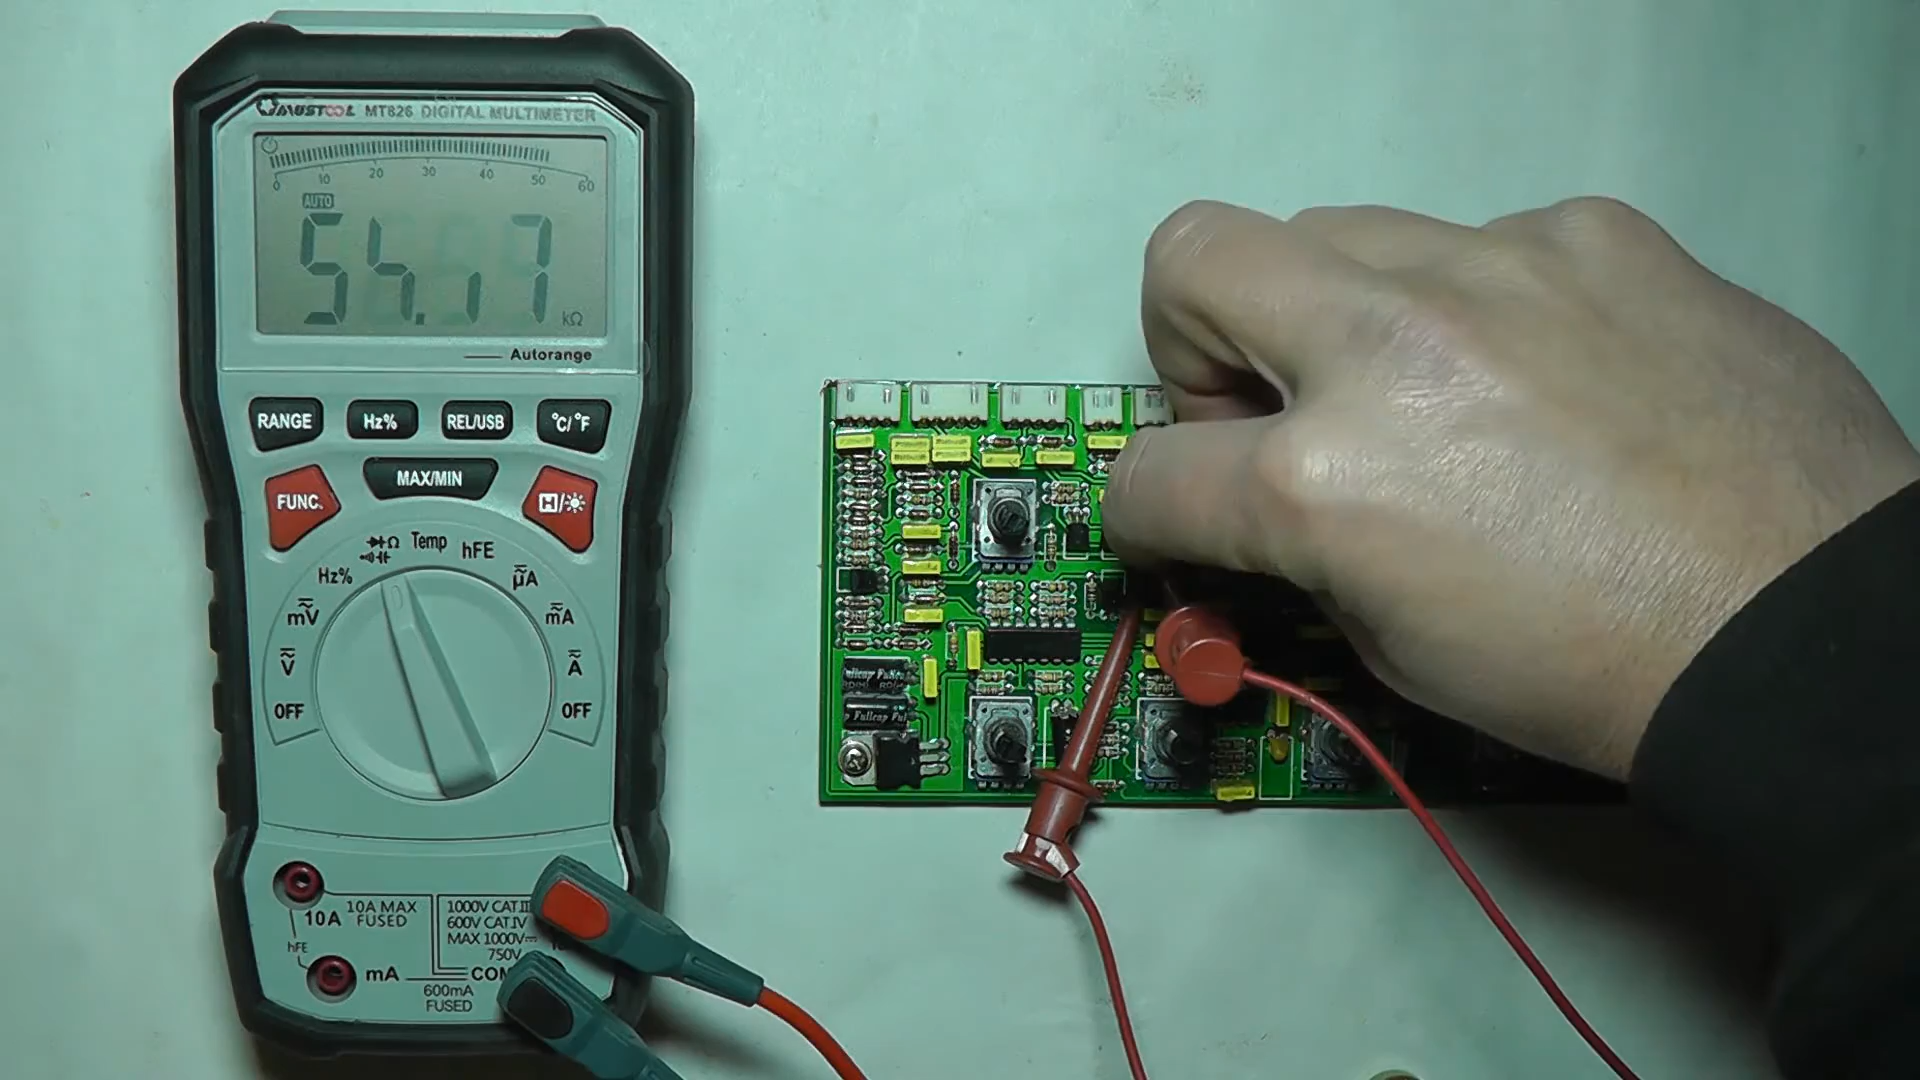 MUSTOOL MT826 DIGITAL MULTIMETER
0 10 20 30 40 50 60
AUTO
kΩ
Autorange
RANGE
Hz%
REL/USB
°C/°F
MAX/MIN
FUNC.
H/
Ω
Temp
hFE
Hz%
mV
V
OFF
μA
mA
A
OFF
10A
10A MAX
FUSED
hFE
mA
600mA
FUSED
1000V CAT.III
600V CAT.IV
MAX 1000V
750V
COM
Fullcap